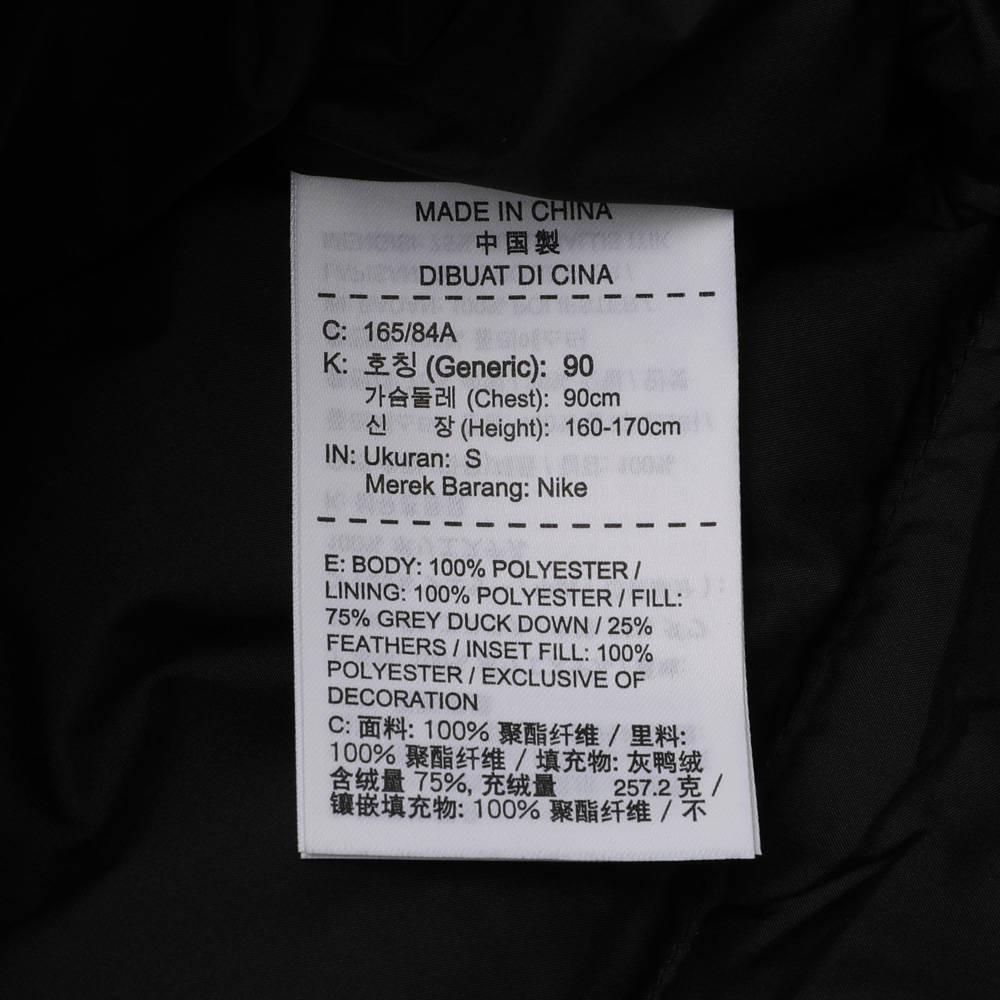 MADE IN CHINA
中国製
DIBUAT DI CINA
C: 165/84A
K: 호칭 (Generic): 90
가슴둘레 (Chest): 90cm
신 장 (Height): 160-170cm
IN: Ukuran: S
Merek Barang: Nike
E: BODY: 100% POLYESTER /
LINING: 100% POLYESTER / FILL:
75% GREY DUCK DOWN / 25%
FEATHERS / INSET FILL: 100%
POLYESTER / EXCLUSIVE OF
DECORATION
C: 面料: 100% 聚酯纤维 / 里料:
100% 聚酯纤维 / 填充物: 灰鸭绒
含绒量 75%, 充绒量 257.2 克 /
镶嵌填充物: 100% 聚酯纤维 / 不